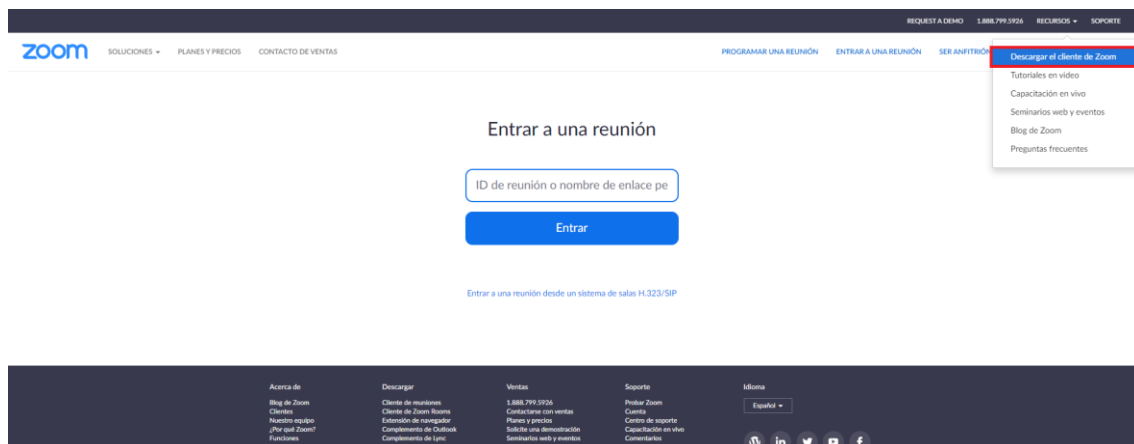 REQUEST A DEMO 1.888.799.5926 RECURSOS SOPORTE
zoom SOLUCIONES PLANES Y PRECIOS CONTACTO DE VENTAS PROGRAMAR UNA REUNIÓN ENTRAR A UNA REUNIÓN SER ANFITRIÓN
Descargar el cliente de Zoom
Tutoriales en video
Capacitación en vivo
Seminarios web y eventos
Blog de Zoom
Preguntas frecuentes
Entrar a una reunión
ID de reunión o nombre de enlace pe
Entrar
Entrar a una reunión desde un sistema de salas H.323/SIP
Acerca de
Blog de Zoom
Clientes
Nuestro equipo
¿Por qué Zoom?
Funciones
Descargar
Cliente de reuniones
Cliente de Zoom Rooms
Extensión de navegador
Complemento de Outlook
Complemento de Lync
Ventas
1.888.799.5926
Contactarse con ventas
Planes y precios
Solicite una demostración
Seminarios web y eventos
Soporte
Probar Zoom
Cuenta
Centro de soporte
Capacitación en vivo
Comentarios
Idioma
Español